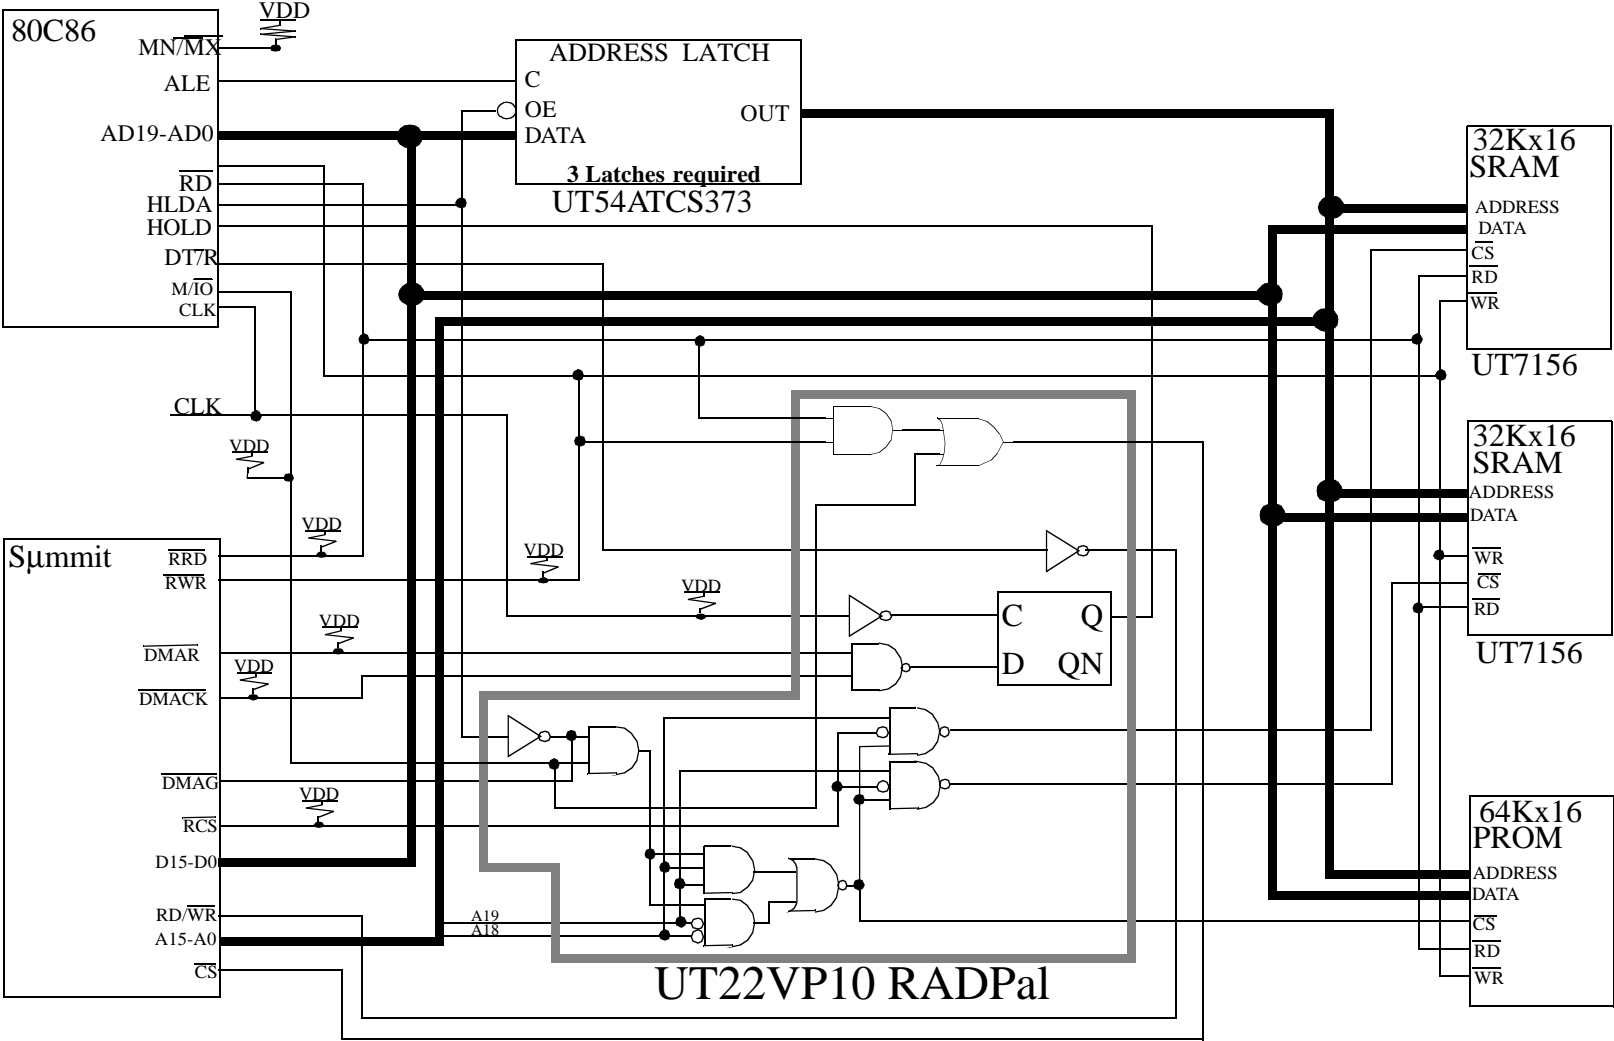 80C86
MN/MX
VDD
ALE
AD19-AD0
RD
HLDA
HOLD
DT7R
M/IO
CLK
ADDRESS LATCH
C
OE
DATA
OUT
3 Latches required
UT54ATCS373
32Kx16
SRAM
ADDRESS
DATA
CS
RD
WR
UT7156
CLK
VDD
32Kx16
SRAM
ADDRESS
DATA
WR
CS
RD
UT7156
Sµmmit
RRD
VDD
RWR
VDD
VDD
DMAR
VDD
DMACK
VDD
C
Q
D
QN
DMAG
RCS
VDD
D15-D0
RD/WR
A15-A0
CS
A19
A18
64Kx16
PROM
ADDRESS
DATA
CS
RD
WR
UT22VP10 RADPal